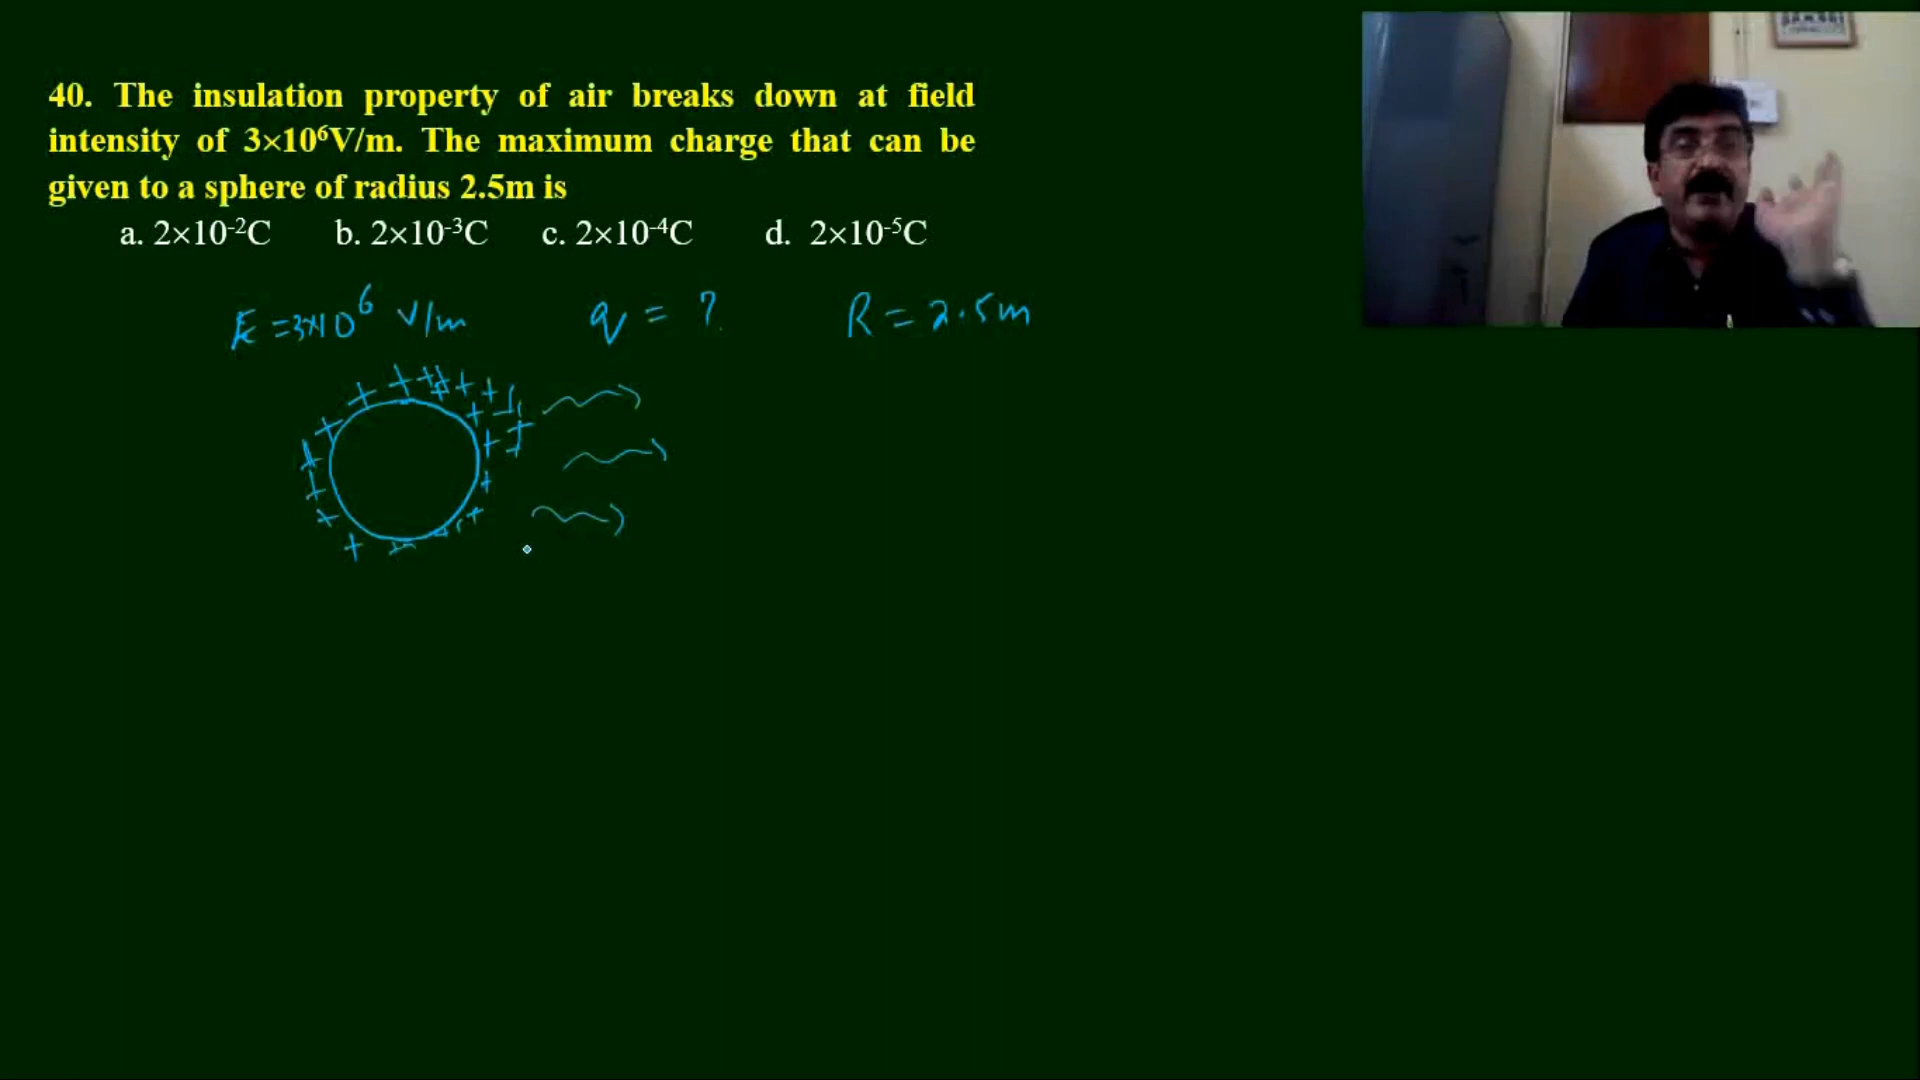 40. The insulation property of air breaks down at field
intensity of 3×10⁶V/m. The maximum charge that can be
given to a sphere of radius 2.5m is
a. 2×10⁻²C b. 2×10⁻³C c. 2×10⁻⁴C d. 2×10⁻⁵C
E = 3×10⁶ V/m q = ? R = 2.5m